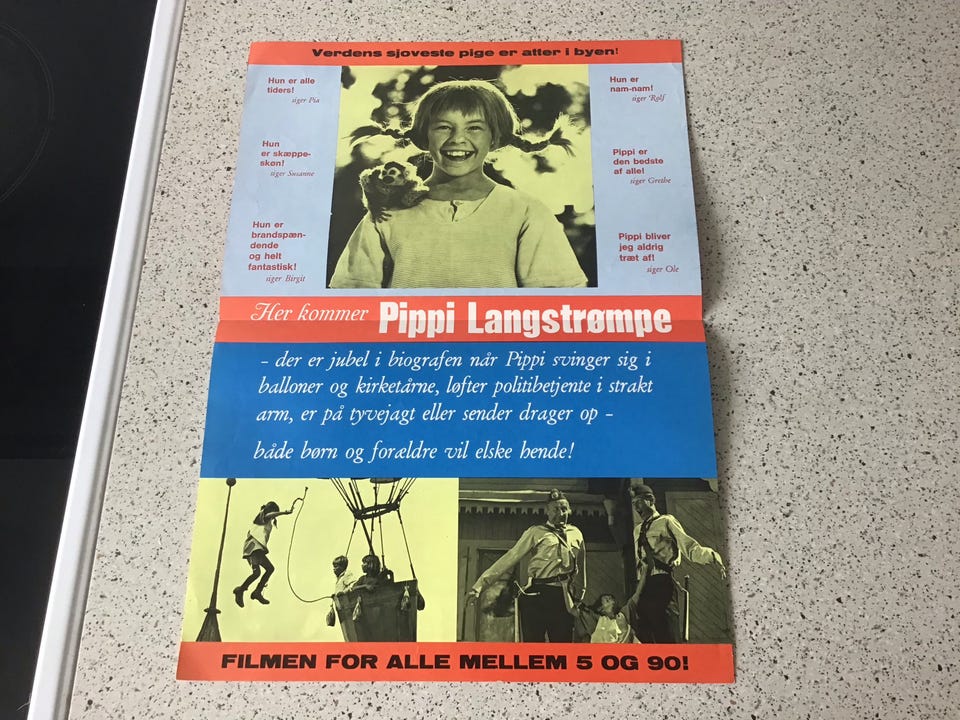 Verdens sjoveste pige er atter i byen!
Hun er alle
tiders!
siger Pia
Hun
er skæppe-
skøn!
siger Susanne
Hun er
brandspæn-
dende
og helt
fantastisk!
siger Birgit
Hun er
nam-nam!
siger Rolf
Pippi er
den bedste
af alle!
siger Grethe
Pippi bliver
jeg aldrig
træt af!
siger Ole
Her kommer Pippi Langstrømpe
- der er jubel i biografen når Pippi svinger sig i
balloner og kirketårne, løfter politibetjente i strakt
arm, er på tyvejagt eller sender drager op -
både børn og forældre vil elske hende!
FILMEN FOR ALLE MELLEM 5 OG 90!